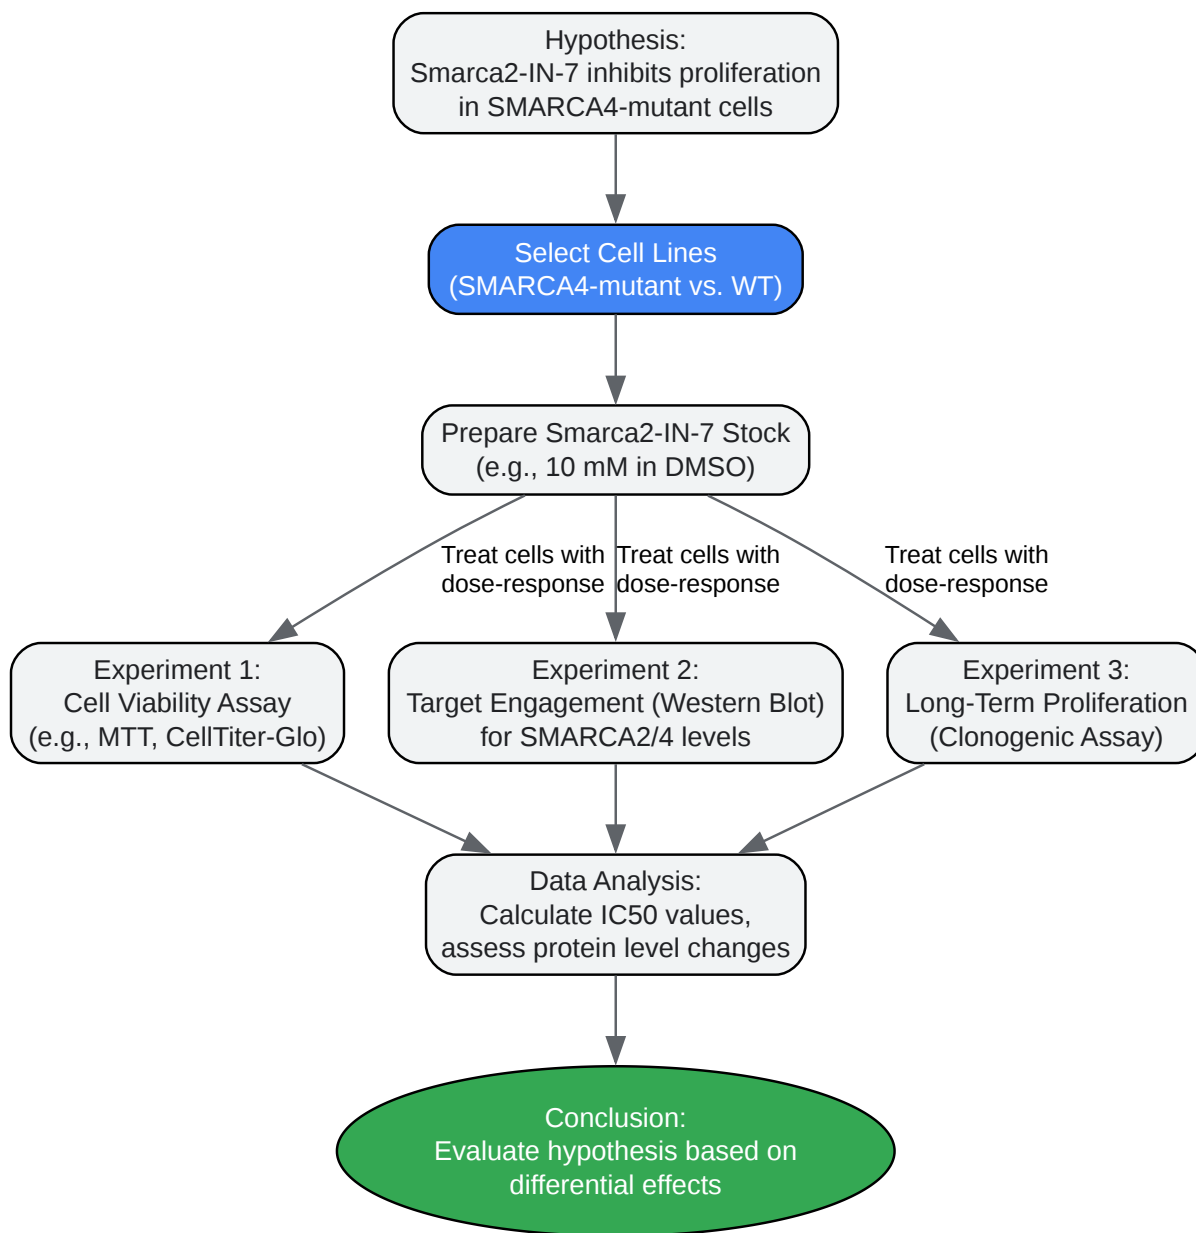 Hypothesis:
Smarca2-IN-7 inhibits proliferation
in SMARCA4-mutant cells
Select Cell Lines
(SMARCA4-mutant vs. WT)
Prepare Smarca2-IN-7 Stock
(e.g., 10 mM in DMSO)
Treat cells with
dose-response
Treat cells with
dose-response
Treat cells with
dose-response
Experiment 1:
Cell Viability Assay
(e.g., MTT, CellTiter-Glo)
Experiment 2:
Target Engagement (Western Blot)
for SMARCA2/4 levels
Experiment 3:
Long-Term Proliferation
(Clonogenic Assay)
Data Analysis:
Calculate IC50 values,
assess protein level changes
Conclusion:
Evaluate hypothesis based on
differential effects